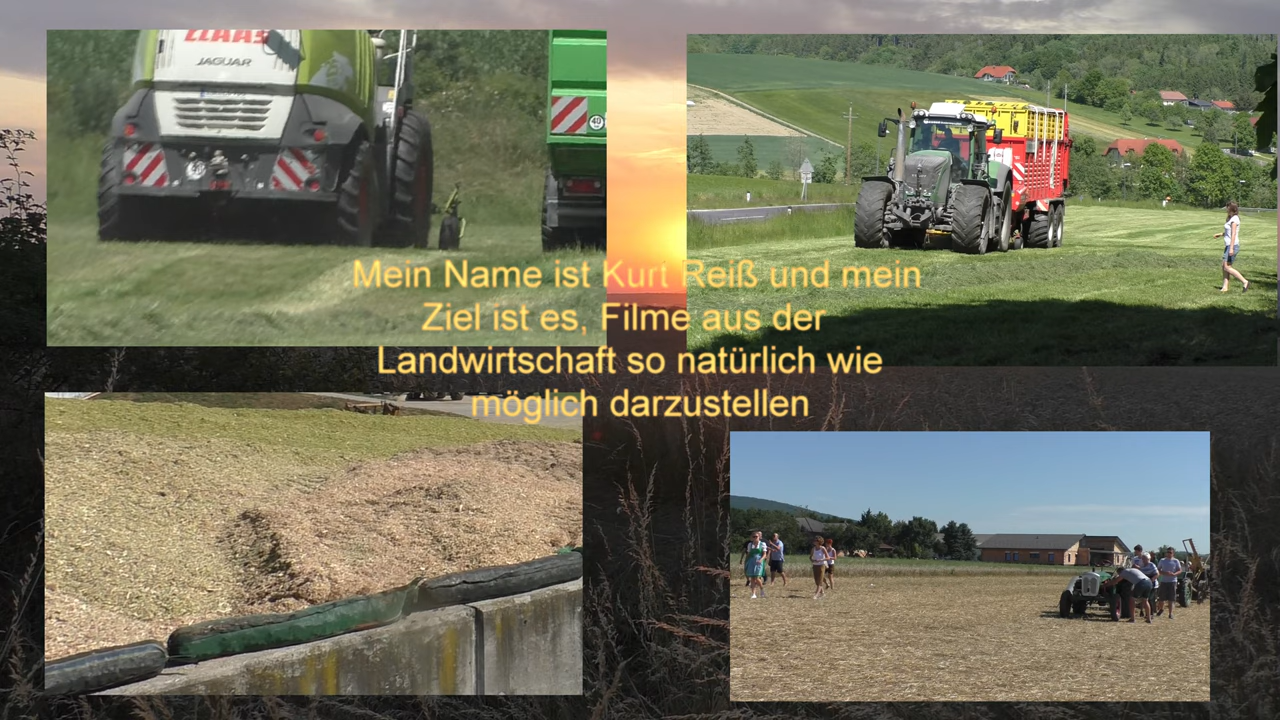 CLAAS
JAGUAR
40
Mein Name ist Kurt Reiß und mein
Ziel ist es, Filme aus der
Landwirtschaft so natürlich wie
möglich darzustellen